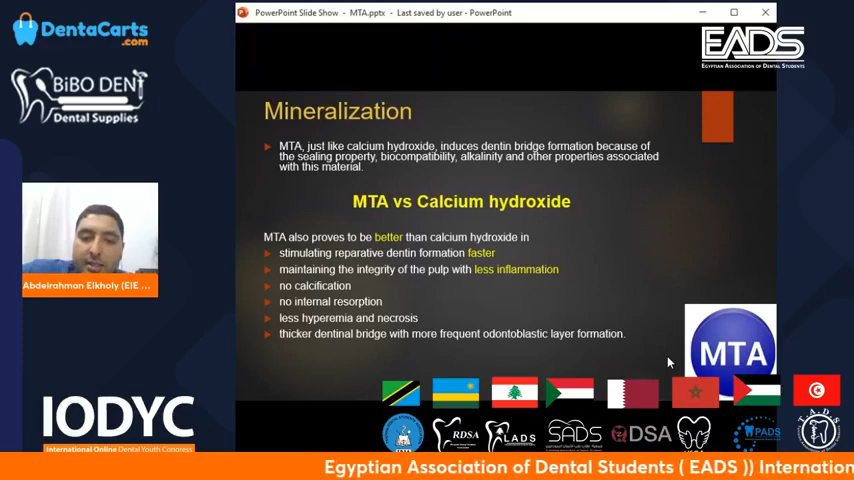 PowerPoint Slide Show - MTA.pptx - Last saved by user - PowerPoint
DentaCarts
.com
BiBO DENT
Dental Supplies
EADS
EGYPTIAN ASSOCIATION OF DENTAL STUDENTS
Mineralization
MTA, just like calcium hydroxide, induces dentin bridge formation because of
the sealing property, biocompatibility, alkalinity and other properties associated
with this material.
MTA vs Calcium hydroxide
MTA also proves to be better than calcium hydroxide in
stimulating reparative dentin formation faster
maintaining the integrity of the pulp with less inflammation
no calcification
no internal resorption
less hyperemia and necrosis
thicker dentinal bridge with more frequent odontoblastic layer formation.
Abdelrahman Elkholy (EIE ...
MTA
IODYC
International Online Dental Youth Congress
RDSA
LADS
SADS
DSA
PADS
Egyptian Association of Dental Students ( EADS )) Internation